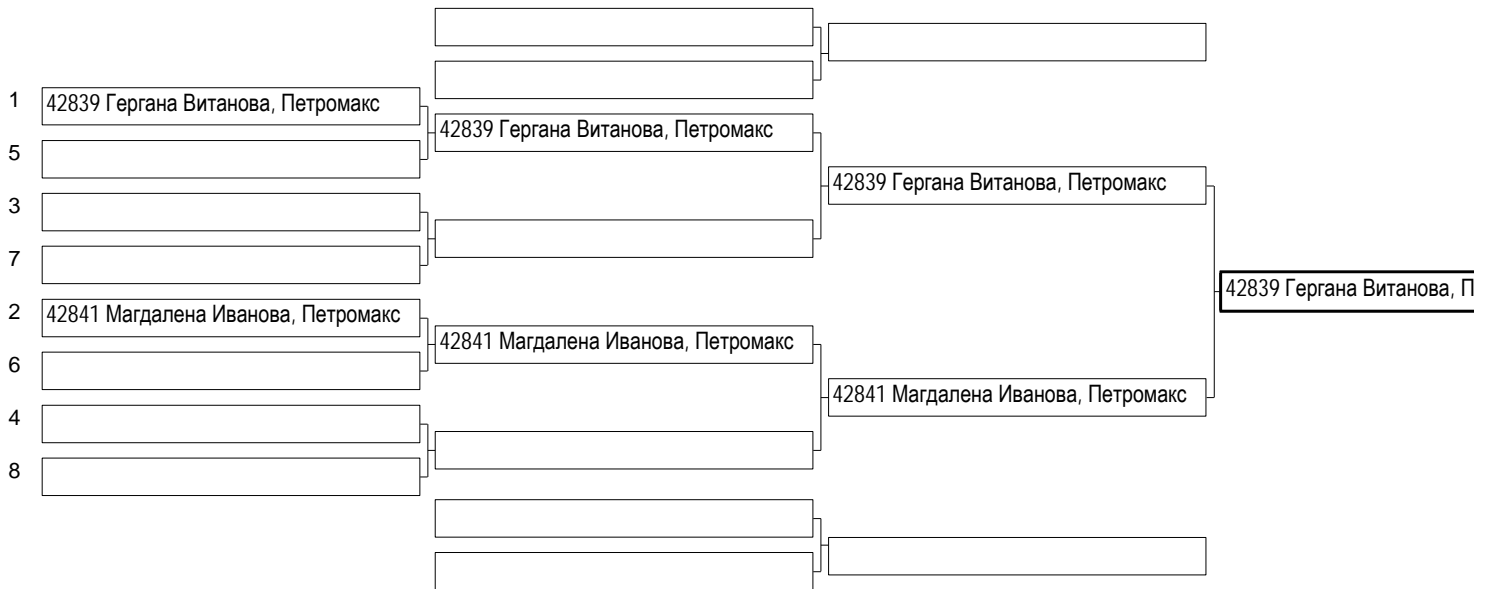 1 42839 Гергана Витанова, Петромакс
42839 Гергана Витанова, Петромакс
5
42839 Гергана Витанова, Петромакс
3
7
42839 Гергана Витанова, П
2 42841 Магдалена Иванова, Петромакс
42841 Магдалена Иванова, Петромакс
6
42841 Магдалена Иванова, Петромакс
4
8